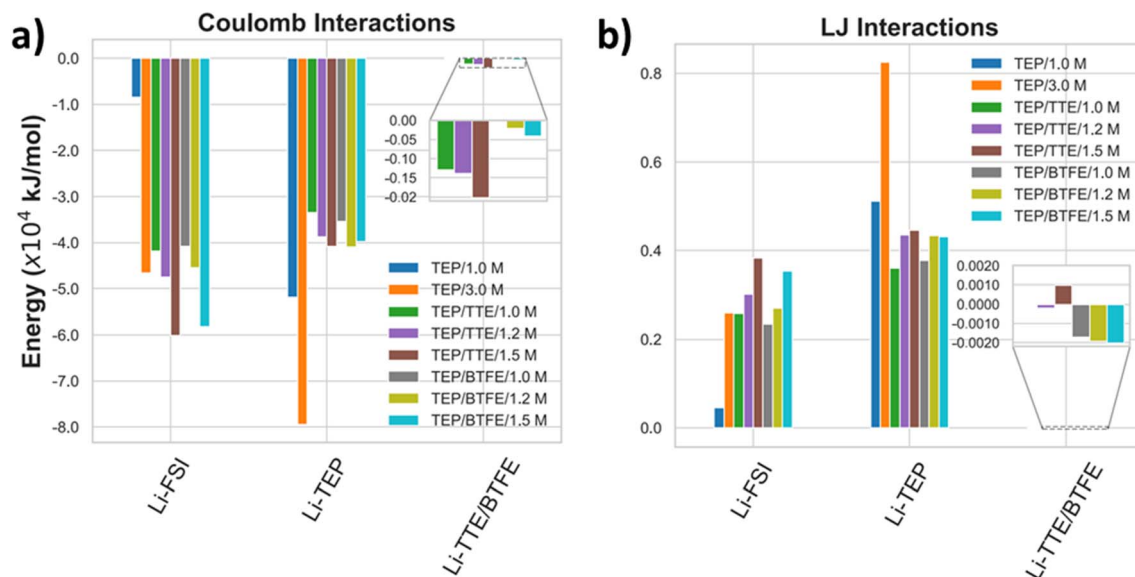 a)
Coulomb Interactions
Energy (x10⁴ kJ/mol)
0.0
-1.0
-2.0
-3.0
-4.0
-5.0
-6.0
-7.0
-8.0
0.00
-0.05
-0.10
-0.15
-0.02
TEP/1.0 M
TEP/3.0 M
TEP/TTE/1.0 M
TEP/TTE/1.2 M
TEP/TTE/1.5 M
TEP/BTFE/1.0 M
TEP/BTFE/1.2 M
TEP/BTFE/1.5 M
Li-FSI
Li-TEP
Li-TTE/BTFE
b)
LJ Interactions
0.8
0.6
0.4
0.2
0.0
TEP/1.0 M
TEP/3.0 M
TEP/TTE/1.0 M
TEP/TTE/1.2 M
TEP/TTE/1.5 M
TEP/BTFE/1.0 M
TEP/BTFE/1.2 M
TEP/BTFE/1.5 M
0.0020
0.0010
0.0000
-0.0010
-0.0020
Li-FSI
Li-TEP
Li-TTE/BTFE